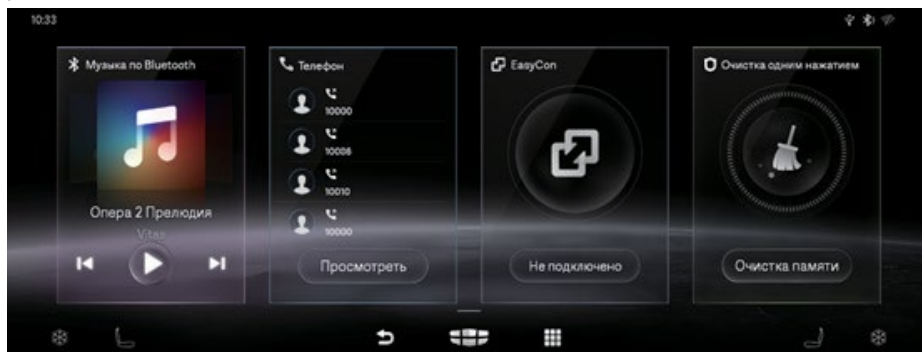 10:33
Музыка по Bluetooth
Опера 2 Прелюдия
Vitas
Телефон
10000
10086
10010
10000
Просмотреть
EasyCon
Не подключено
Очистка одним нажатием
Очистка памяти